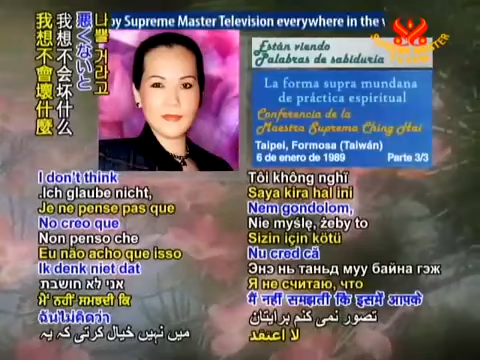 by Supreme Master Television everywhere in the w
SUPREME MASTER
나쁠 거라고
悪くないと
我想不会坏什么
我想不會壞什麼
Están viendo
Palabras de sabiduría
La forma supra mundana
de práctica espiritual
Conferencia de la
Maestra Suprema Ching Hai
Taipei, Formosa (Taiwán)
6 de enero de 1989 Parte 3/3
I don't think
.Ich glaube nicht,
Je ne pense pas que
No creo que
Non penso che
Eu não acho que isso
Ik denk niet dat
אני לא חושבת
ਮੈਂ ਨਹੀਂ ਸਮਝਦੀ ਕਿ
ฉันไม่คิดว่า
میں نہیں خیال کرتی کہ یہ
Tôi không nghĩ
Saya kira hal ini
Nem gondolom,
Nie myślę, żeby to
Sizin için kötü
Nu cred că
Энэ нь таньд муу байна гэж
Я не считаю, что
मैं नहीं समझती कि इसमें आपके
تصور نمی کنم برایتان
لا اعتقد